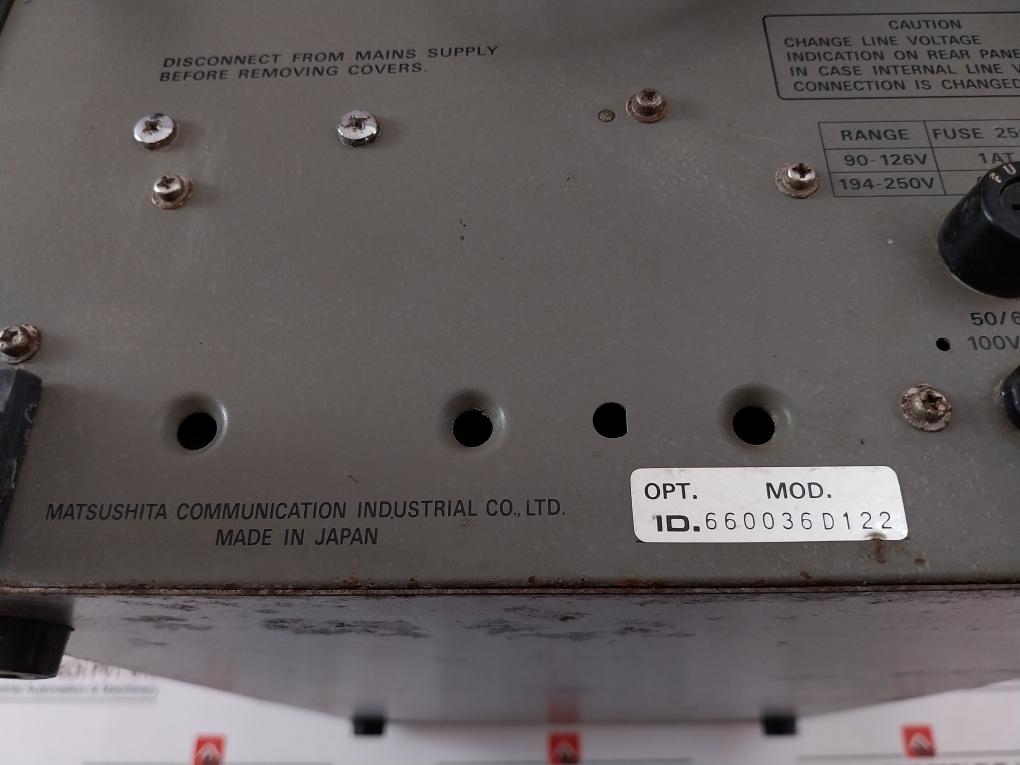 DISCONNECT FROM MAINS SUPPLY
BEFORE REMOVING COVERS.
CAUTION
CHANGE LINE VOLTAGE
INDICATION ON REAR PANE
IN CASE INTERNAL LINE V
CONNECTION IS CHANGED
RANGE FUSE 25
90-126V 1AT
194-250V
50/6
100V
MATSUSHITA COMMUNICATION INDUSTRIAL CO., LTD.
MADE IN JAPAN
OPT. MOD.
ID. 660036D122